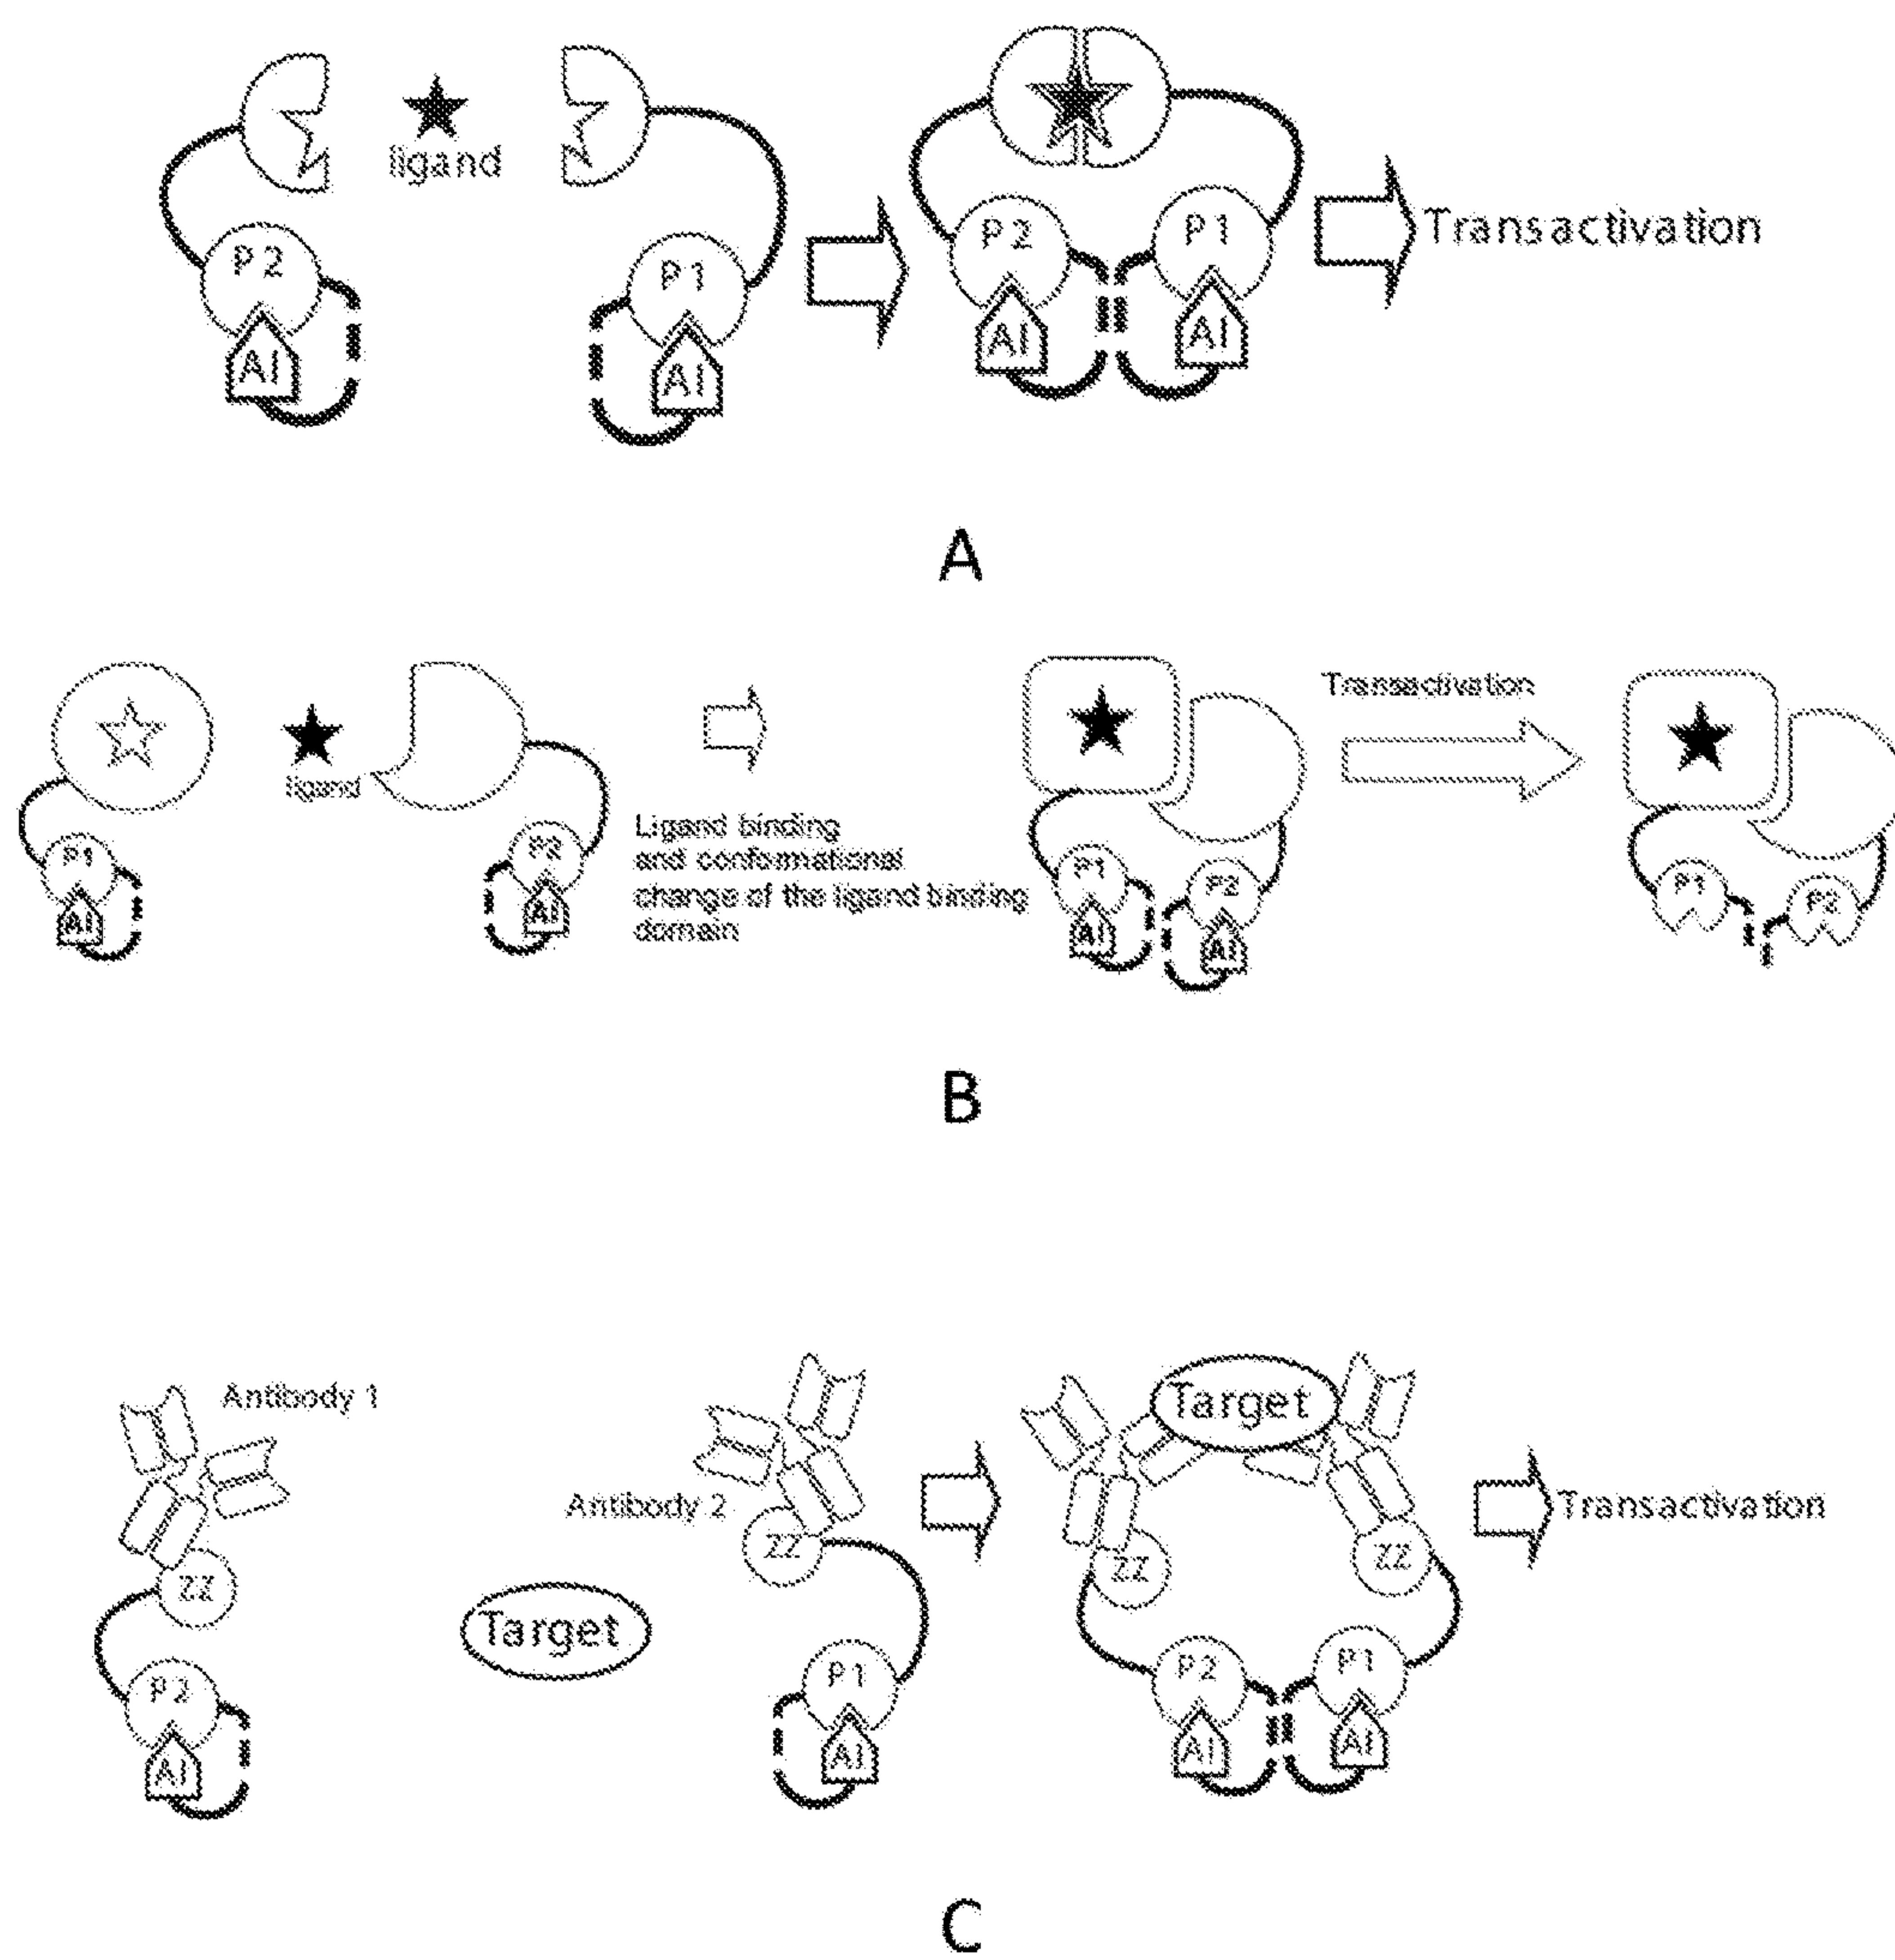 ligand
P2
P1
AI
AI
P2
P1
AI
AI
Transactivation
A
ligand
P1
AI
P2
AI
Ligand binding
and conformational
change of the ligand binding
domain
P1
AI
P2
AI
Transactivation
P1
P2
B
Antibody 1
Antibody 2
ZZ
ZZ
Target
P2
AI
P1
AI
Target
ZZ
ZZ
P2
P1
AI
AI
Transactivation
C